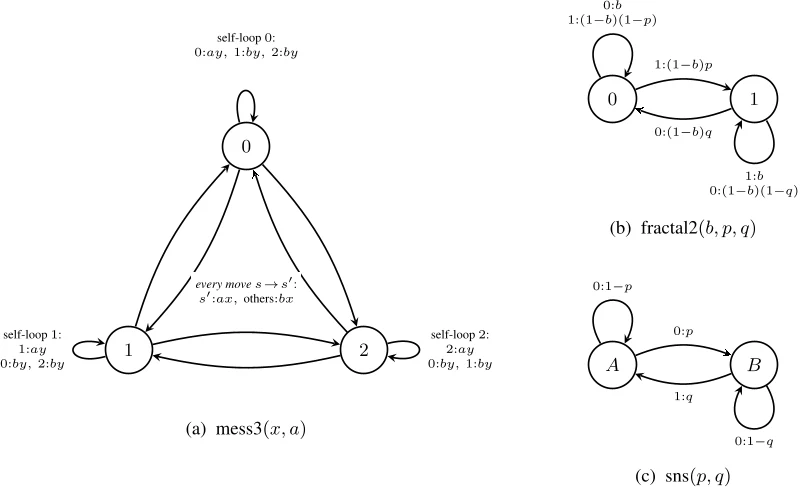 self-loop 0:
0:ay, 1:by, 2:by
0
every move s→s′:
s′:ax, others:bx
self-loop 1:
1:ay
0:by, 2:by
1
2
self-loop 2:
2:ay
0:by, 1:by
(a) mess3(x, a)
0:b
1:(1−b)(1−p)
1:(1−b)p
0
1
0:(1−b)q
1:b
0:(1−b)(1−q)
(b) fractal2(b, p, q)
0:1−p
0:p
A
B
1:q
0:1−q
(c) sns(p, q)